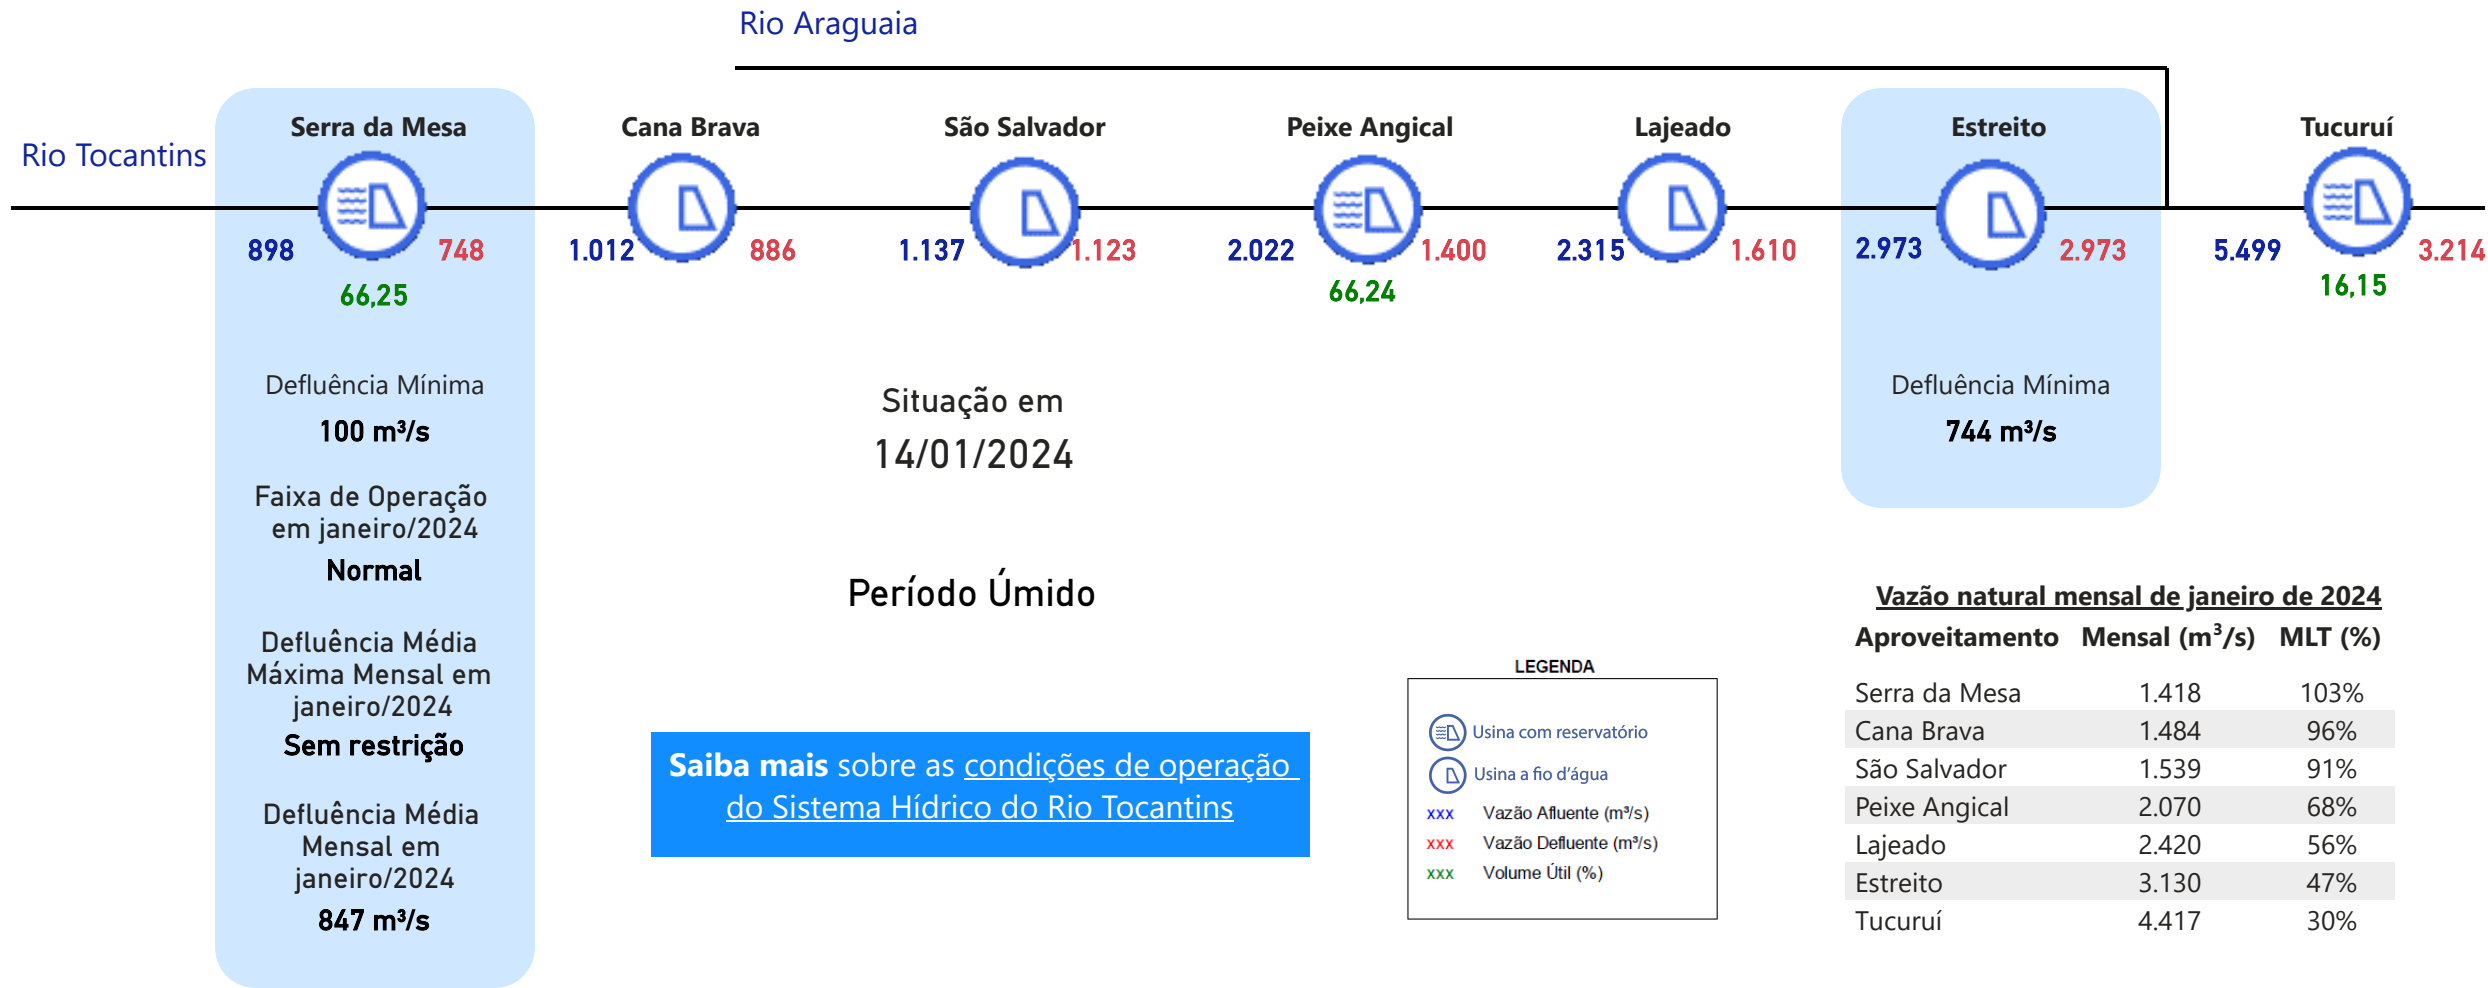 Rio Araguaia
Rio Tocantins
Serra da Mesa
Cana Brava
São Salvador
Peixe Angical
Lajeado
Estreito
Tucuruí
898 748
1.012 886
1.137 1.123
2.022 1.400
2.315 1.610
2.973 2.973
5.499 3.214
66,25
66,24
16,15
Defluência Mínima
100 m³/s
Faixa de Operação
em janeiro/2024
Normal
Defluência Média
Máxima Mensal em
janeiro/2024
Sem restrição
Defluência Média
Mensal em
janeiro/2024
847 m³/s
Situação em
14/01/2024
Período Úmido
Saiba mais sobre as condições de operação
do Sistema Hídrico do Rio Tocantins
Defluência Mínima
744 m³/s
LEGENDA
Usina com reservatório
Usina a fio d'água
xxx Vazão Afluente (m³/s)
xxx Vazão Defluente (m³/s)
xxx Volume Útil (%)
Vazão natural mensal de janeiro de 2024
Aproveitamento Mensal (m³/s) MLT (%)
Serra da Mesa 1.418 103%
Cana Brava 1.484 96%
São Salvador 1.539 91%
Peixe Angical 2.070 68%
Lajeado 2.420 56%
Estreito 3.130 47%
Tucuruí 4.417 30%